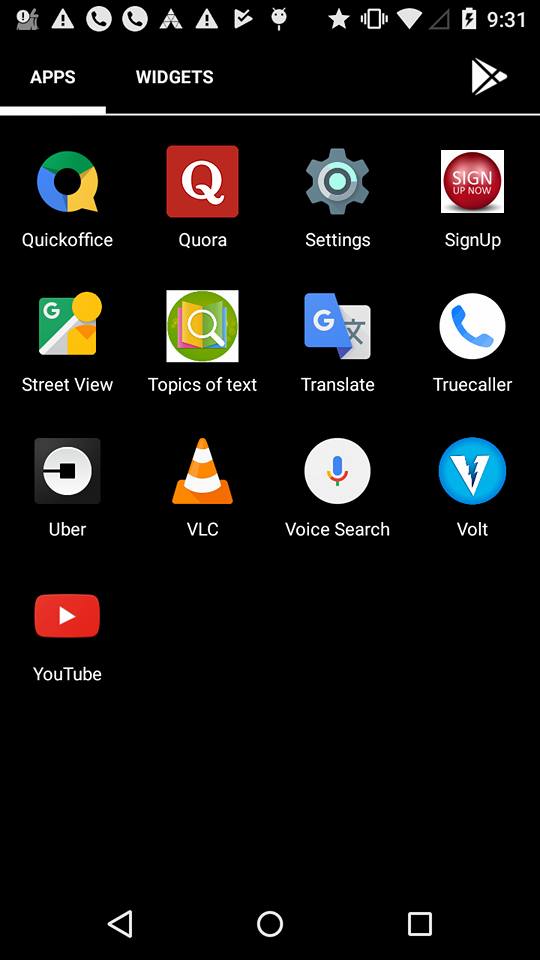 9:31
APPS WIDGETS
Q SIGN
UP NOW
Quickoffice Quora Settings SignUp
G G 文
Street View Topics of text Translate Truecaller
Uber VLC Voice Search Volt
YouTube